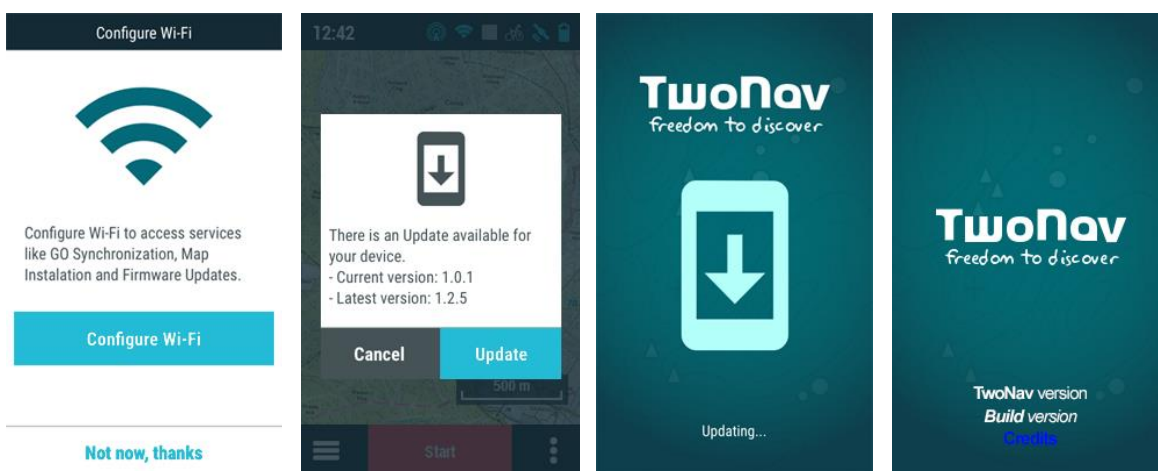 Configure Wi-Fi
Configure Wi-Fi to access services
like GO Synchronization, Map
Instalation and Firmware Updates.
Configure Wi-Fi
Not now, thanks
12:42
There is an Update available for
your device.
- Current version: 1.0.1
- Latest version: 1.2.5
Cancel
Update
500 m
Start
TwoNav
freedom to discover
Updating...
TwoNav
freedom to discover
TwoNav version
Build version
Credits